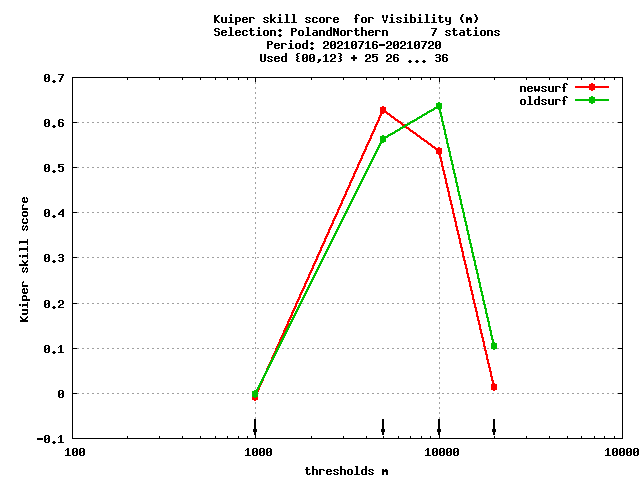 Kuiper skill score  for Visibility (m)
Selection: PolandNorthern      7 stations
Period: 20210716-20210720
Used {00,12} + 25 26 ... 36
newsurf
oldsurf
0.7
0.6
0.5
0.4
0.3
0.2
0.1
0
-0.1
Kuiper skill score
100 1000 10000 10000
thresholds m